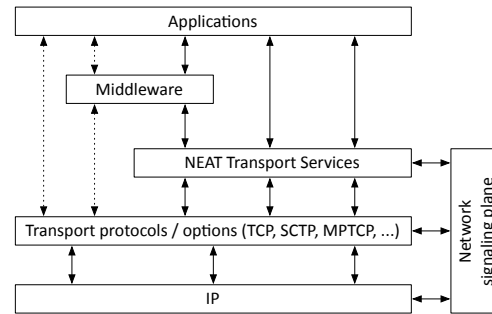 Applications
Middleware
NEAT Transport Services
Transport protocols / options (TCP, SCTP, MPTCP, ...)
IP
Network
signaling plane